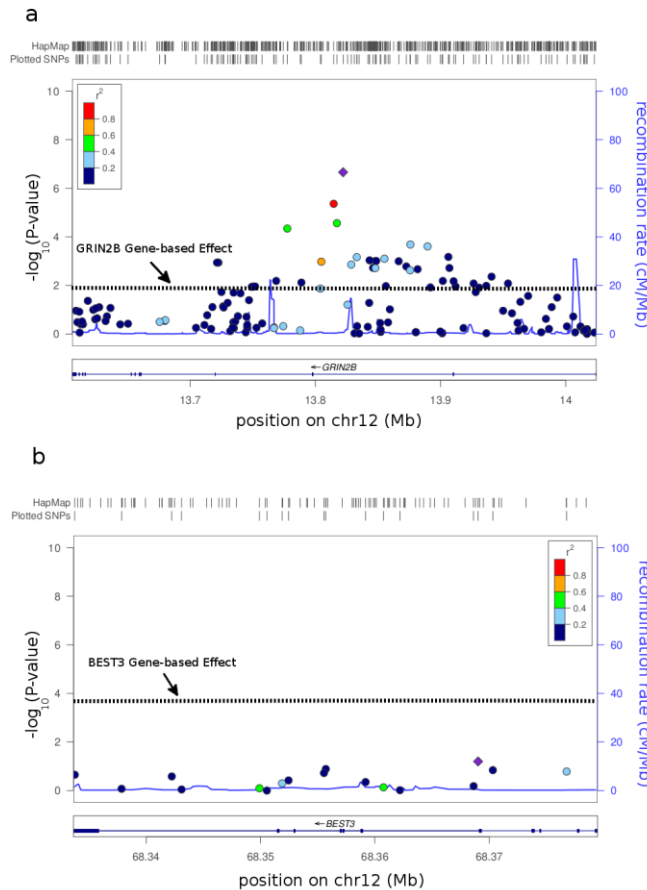 a
HapMap
Plotted SNPs
10
8
6
4
2
0
100
80
60
40
20
0
r2
0.8
0.6
0.4
0.2
GRIN2B Gene-based Effect
-log10(P-value)
recombination rate (cM/Mb)
←GRIN2B
13.7 13.8 13.9 14
position on chr12 (Mb)
b
HapMap
Plotted SNPs
10
8
6
4
2
0
100
80
60
40
20
0
r2
0.8
0.6
0.4
0.2
BEST3 Gene-based Effect
-log10(P-value)
recombination rate (cM/Mb)
←BEST3
68.34 68.35 68.36 68.37
position on chr12 (Mb)